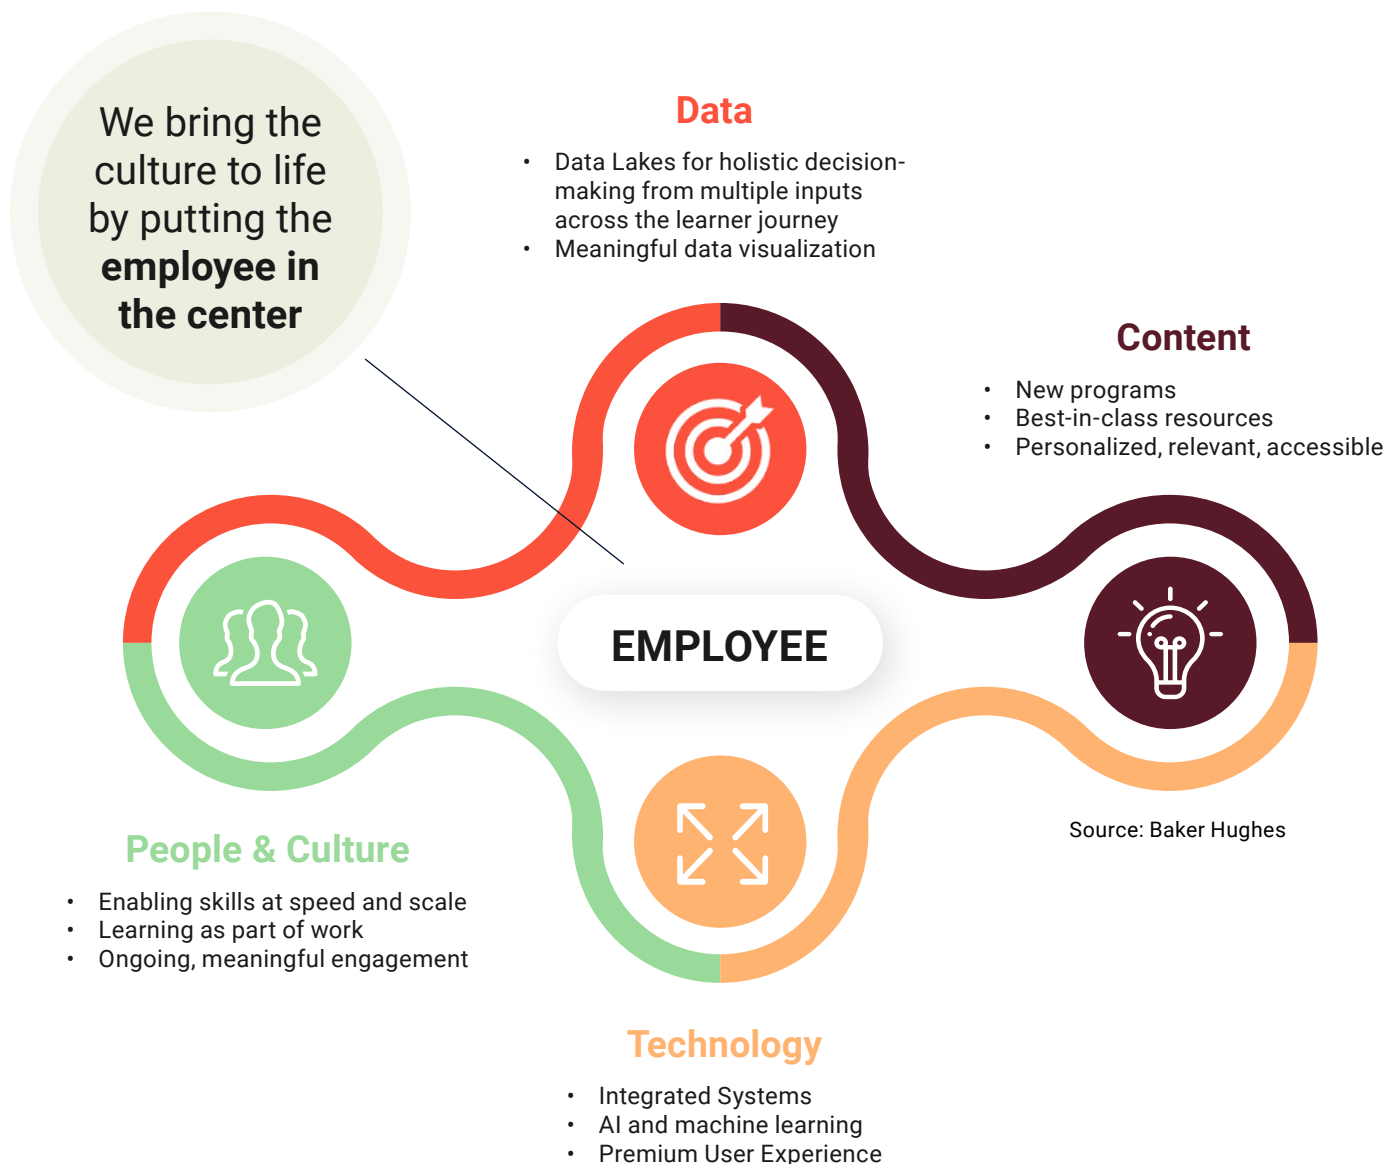 We bring the
culture to life
by putting the
employee in
the center
Data
• Data Lakes for holistic decision-
making from multiple inputs
across the learner journey
• Meaningful data visualization
Content
• New programs
• Best-in-class resources
• Personalized, relevant, accessible
EMPLOYEE
Source: Baker Hughes
People & Culture
• Enabling skills at speed and scale
• Learning as part of work
• Ongoing, meaningful engagement
Technology
• Integrated Systems
• AI and machine learning
• Premium User Experience